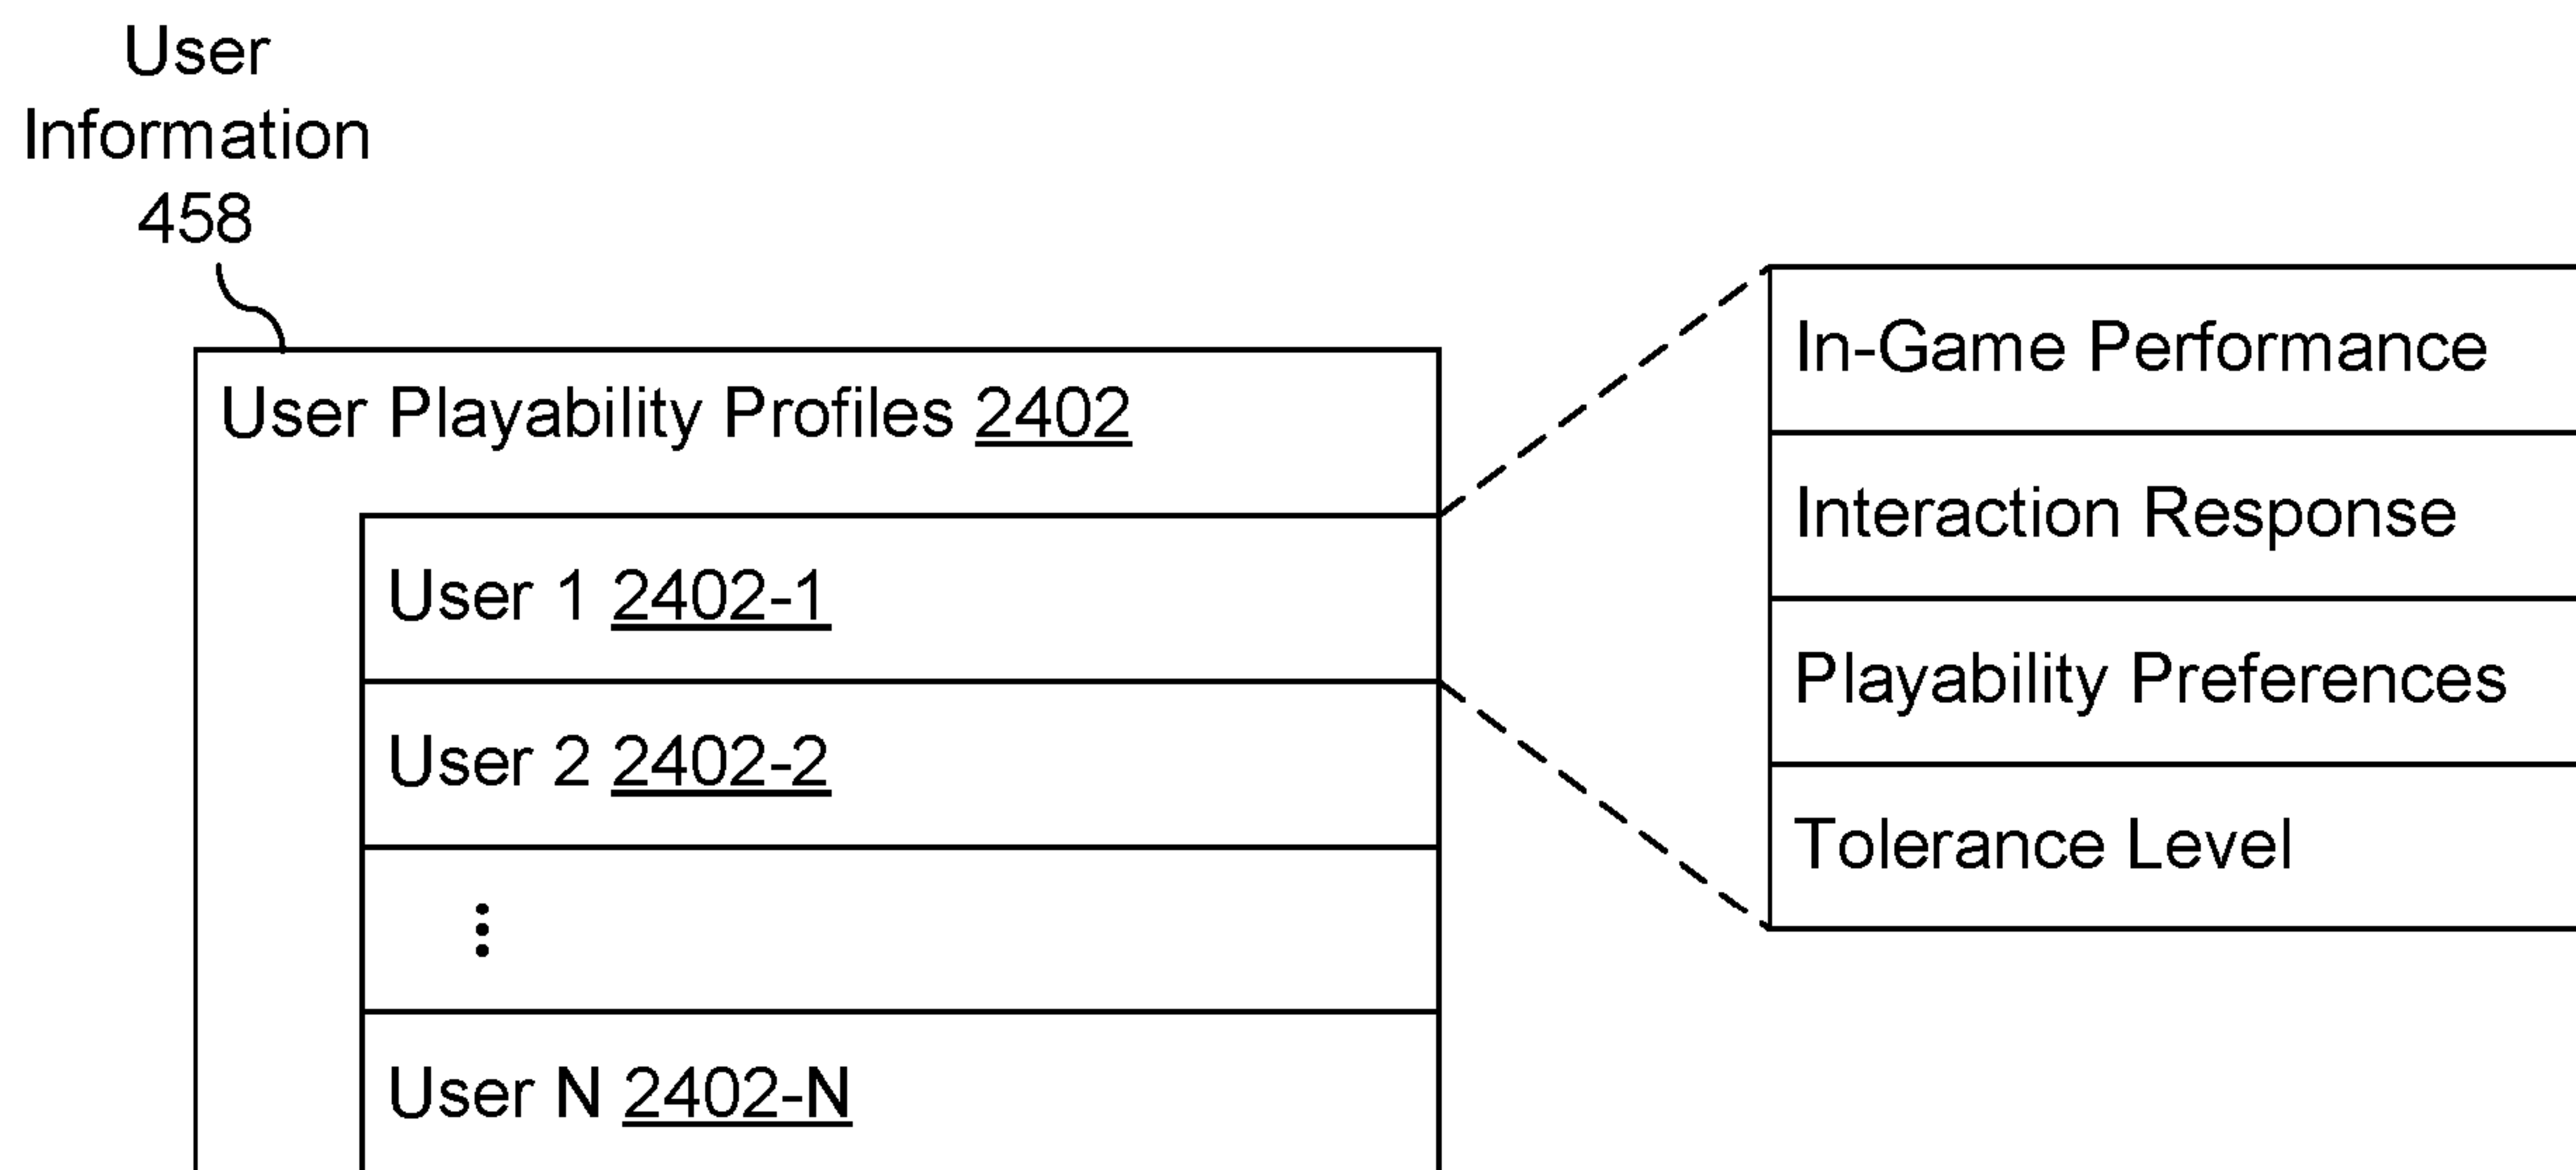 User
Information
458
User Playability Profiles 2402
User 1 2402-1
User 2 2402-2
⋮
User N 2402-N
In-Game Performance
Interaction Response
Playability Preferences
Tolerance Level